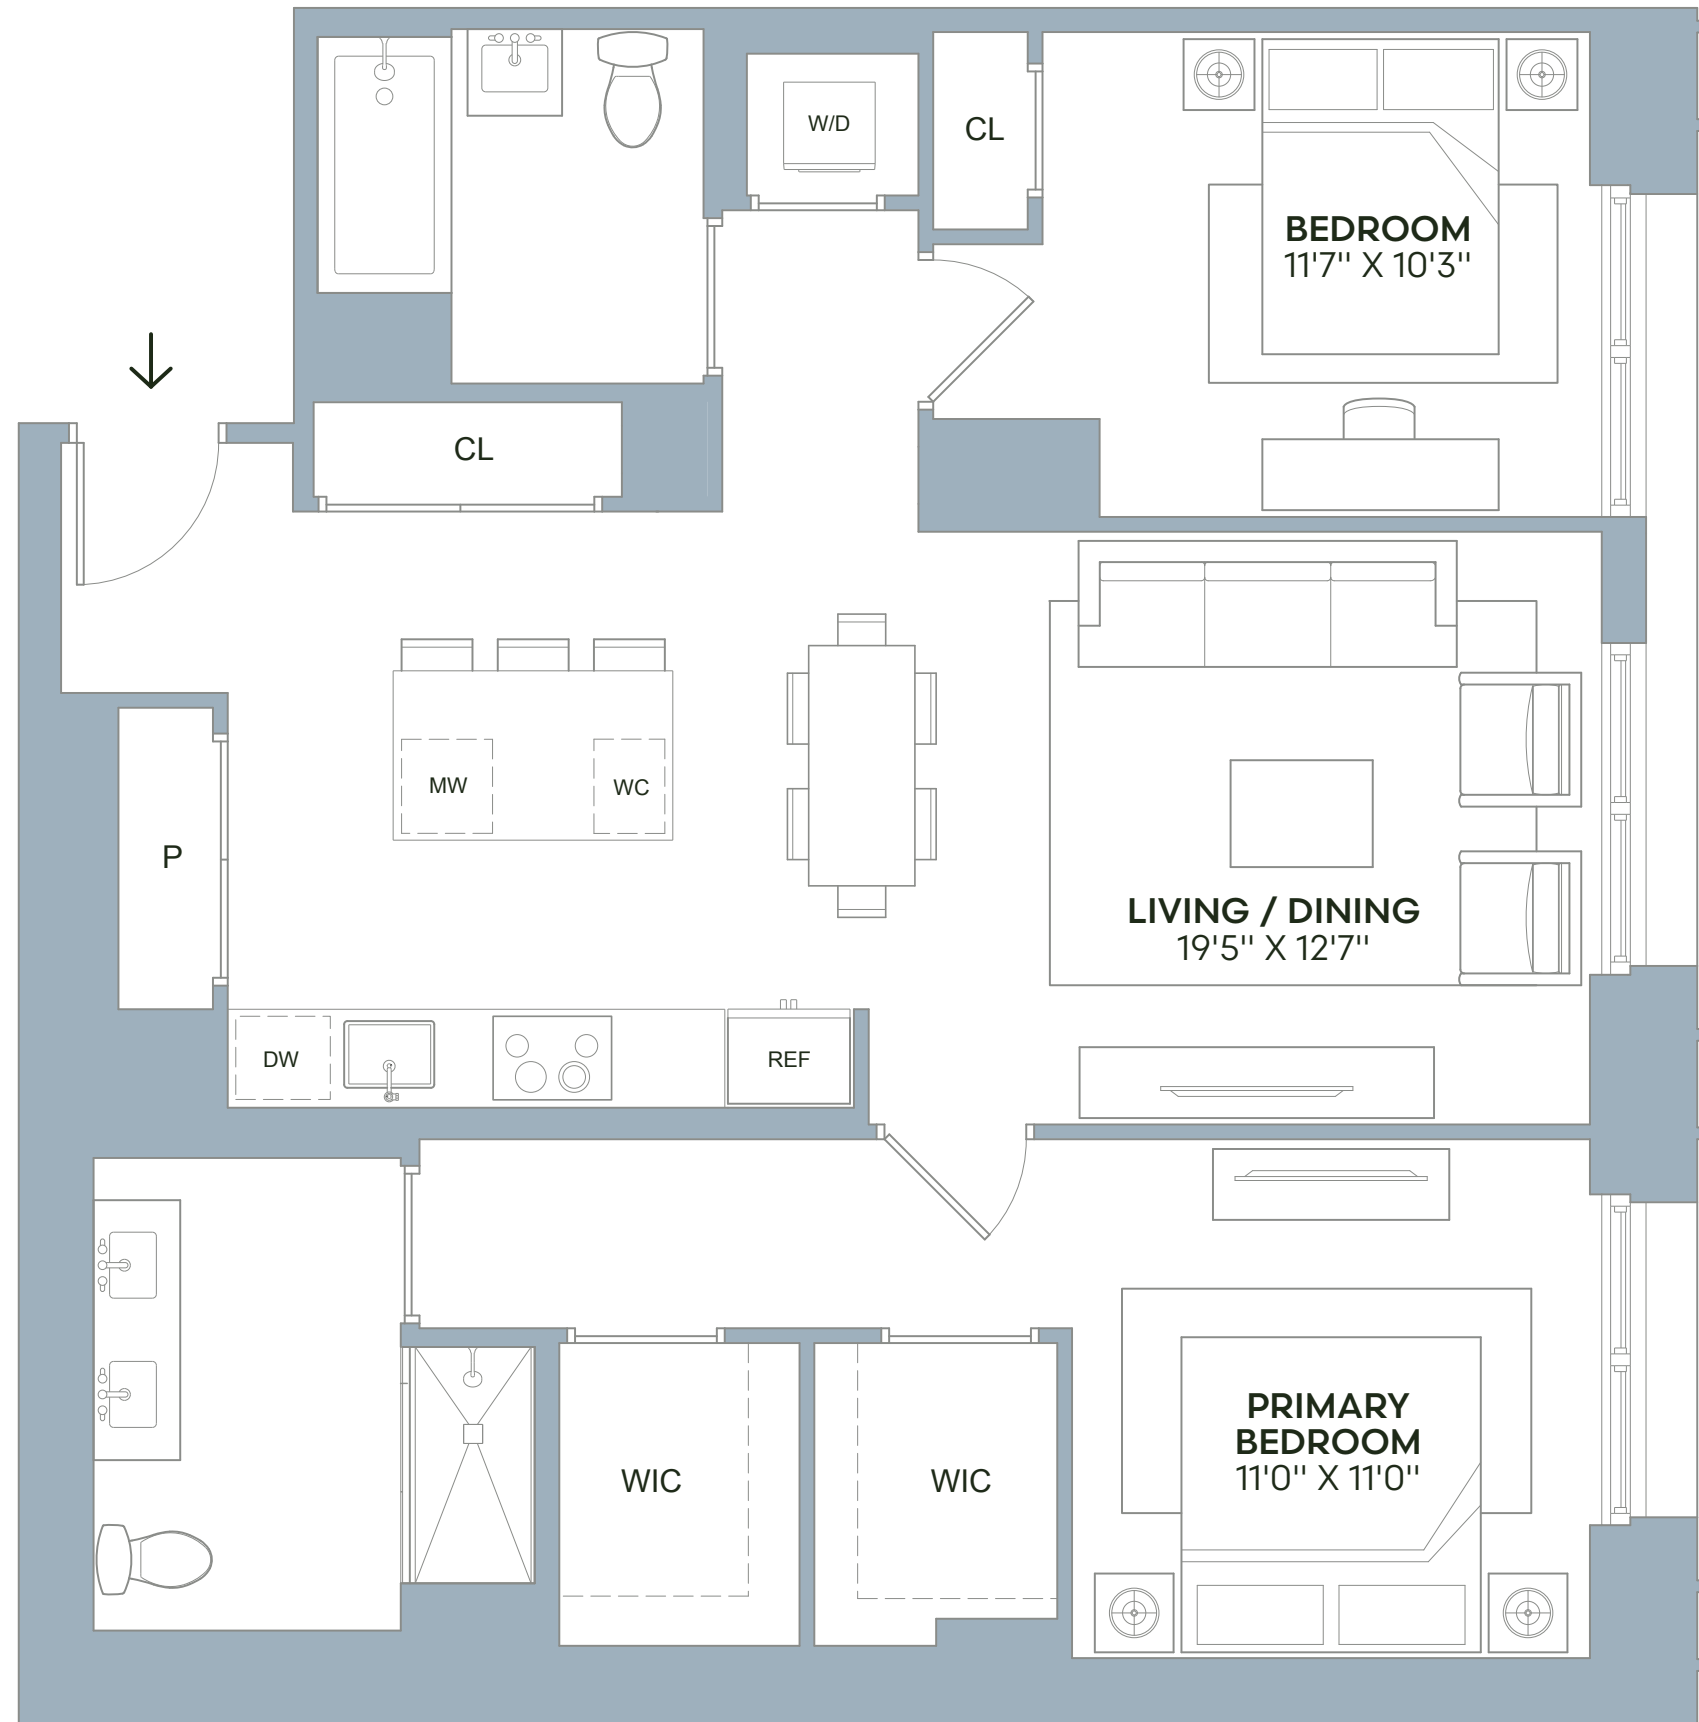 W/D
CL
BEDROOM
11'7" X 10'3"
CL
MW
WC
P
LIVING / DINING
19'5" X 12'7"
DW
REF
PRIMARY
BEDROOM
11'0" X 11'0"
WIC
WIC